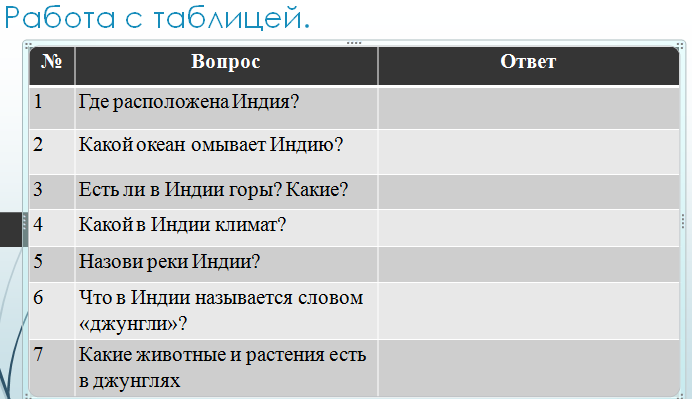 Работа с таблицей.
№ Вопрос Ответ
1 Где расположена Индия?
2 Какой океан омывает Индию?
3 Есть ли в Индии горы? Какие?
4 Какой в Индии климат?
5 Назови реки Индии?
6 Что в Индии называется словом
«джунгли»?
7 Какие животные и растения есть
в джунглях